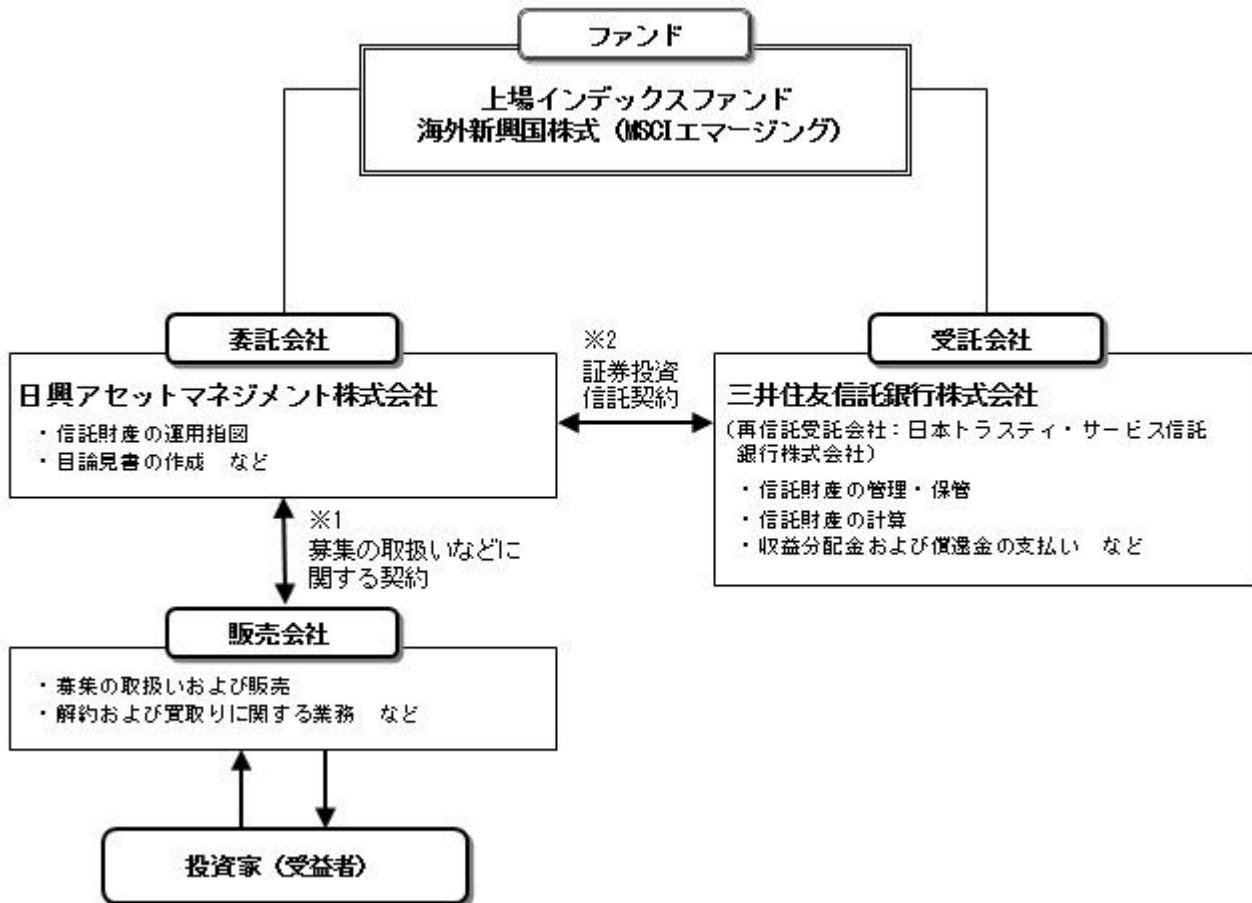 ファンド
上場インデックスファンド
海外新興国株式（MSCIエマージング）
委託会社
日興アセットマネジメント株式会社
・信託財産の運用指図
・目論見書の作成　など
※2
証券投資
信託契約
受託会社
三井住友信託銀行株式会社
（再信託受託会社：日本トラスティ・サービス信託
銀行株式会社）
・信託財産の管理・保管
・信託財産の計算
・収益分配金および償還金の支払い　など
※1
募集の取扱いなどに
関する契約
販売会社
・募集の取扱いおよび販売
・解約および買取りに関する業務　など
投資家（受益者）